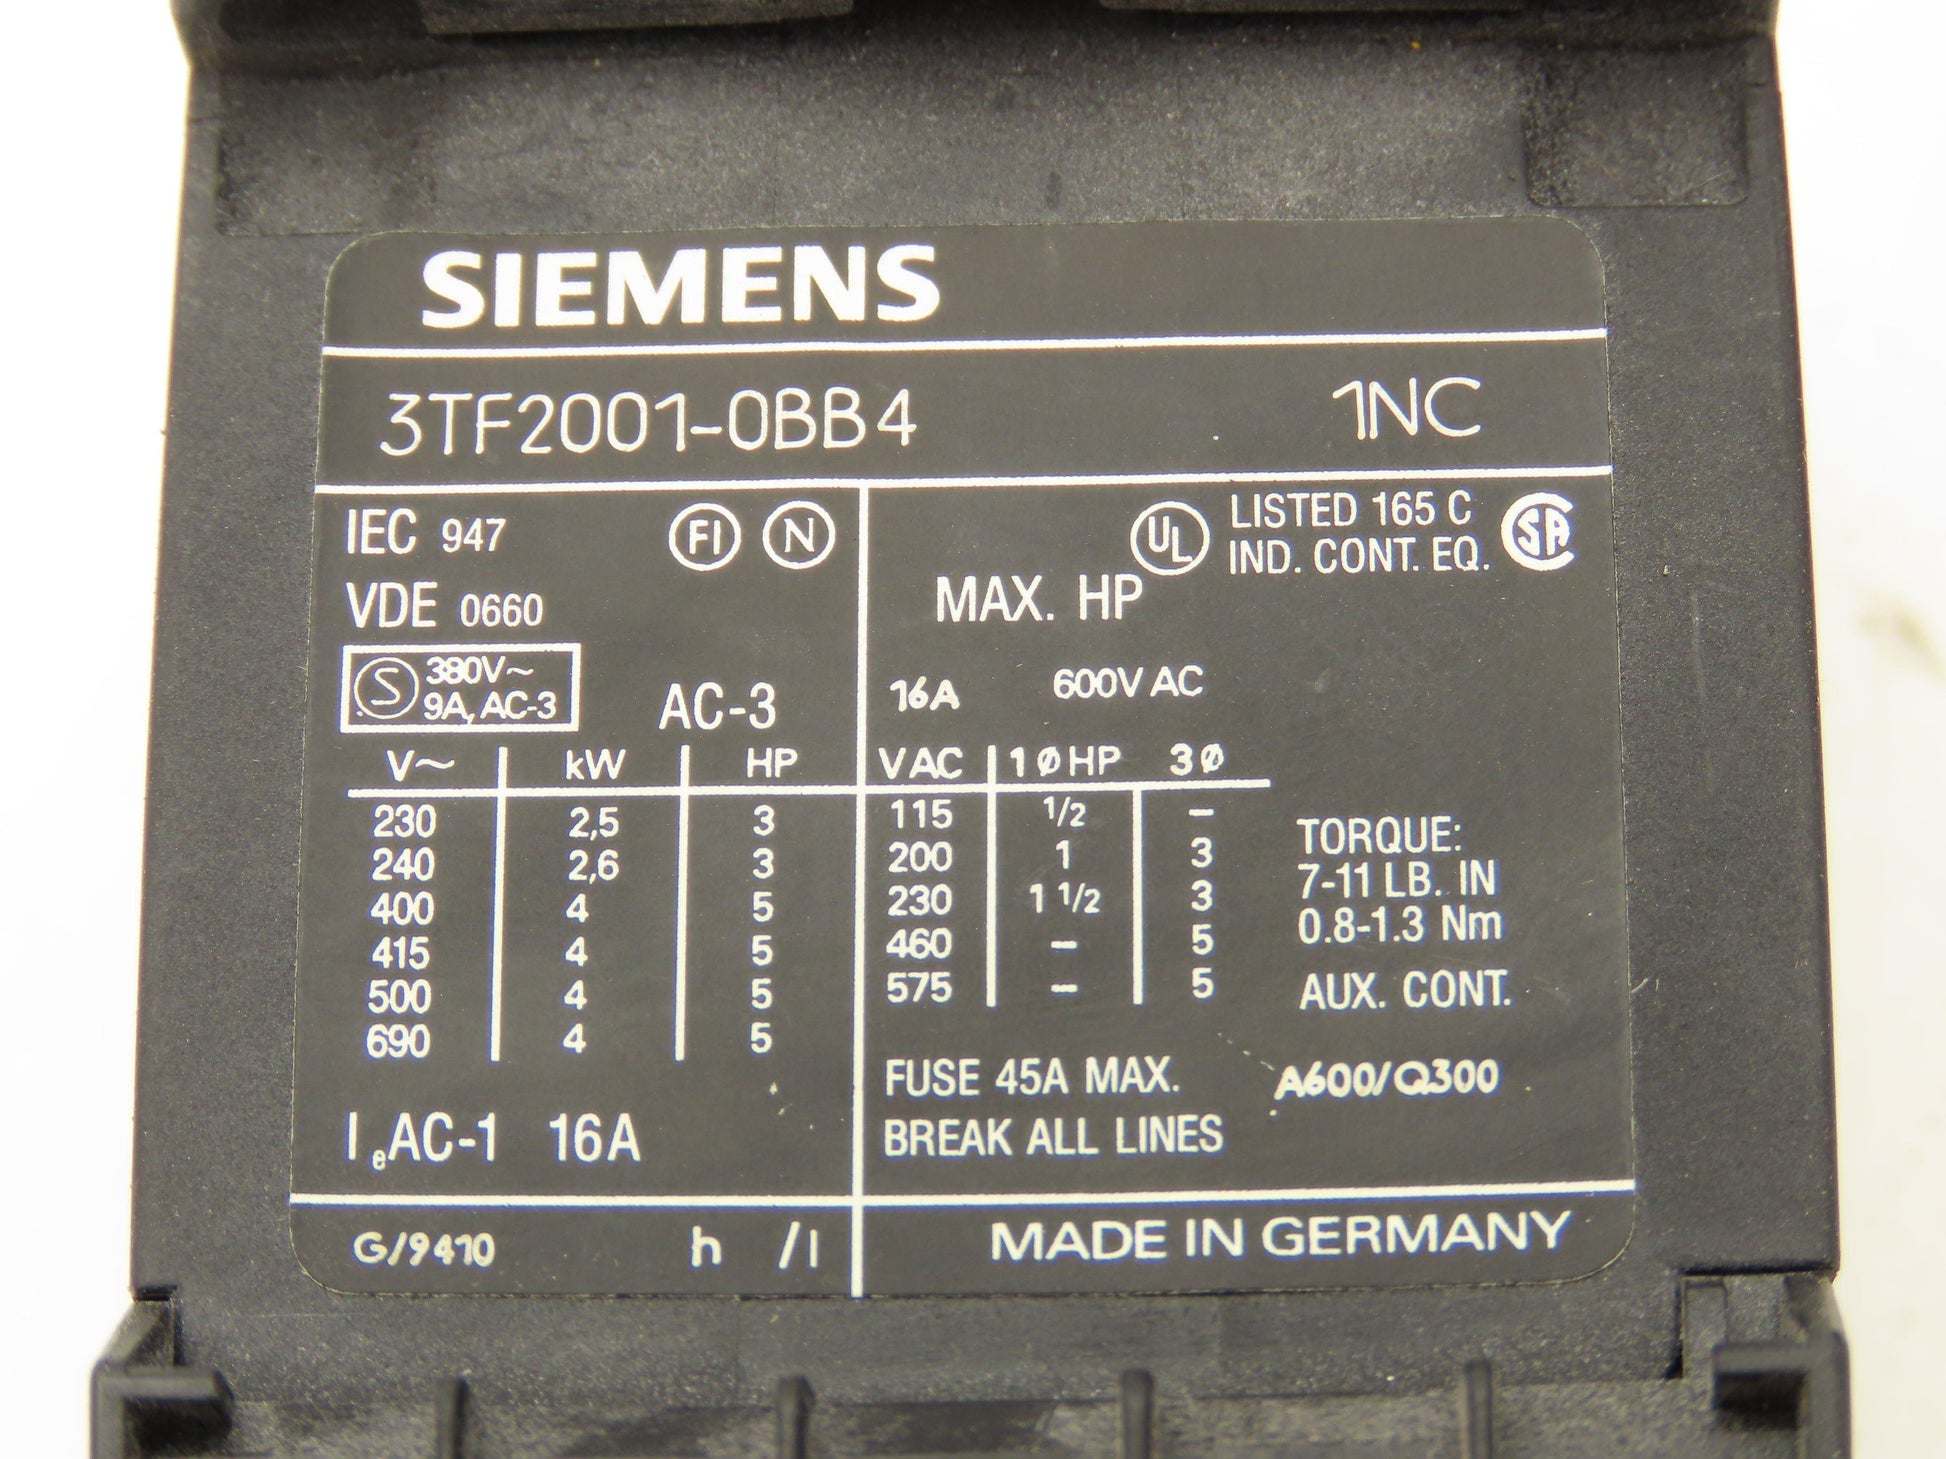 SIEMENS
3TF2001-0BB4 1NC
IEC 947 FI N
VDE 0660
S 380V~
9A, AC-3
AC-3
V~ kW HP
230 2,5 3
240 2,6 3
400 4 5
415 4 5
500 4 5
690 4 5
IeAC-1 16A
UL LISTED 165 C SA
IND. CONT. EQ.
MAX. HP
16A 600V AC
VAC 1ØHP 3Ø
115 1/2 –
200 1 3
230 1 1/2 3
460 – 5
575 – 5
TORQUE:
7-11 LB. IN
0.8-1.3 Nm
AUX. CONT.
A600/Q300
FUSE 45A MAX.
BREAK ALL LINES
G/9410 h /I
MADE IN GERMANY